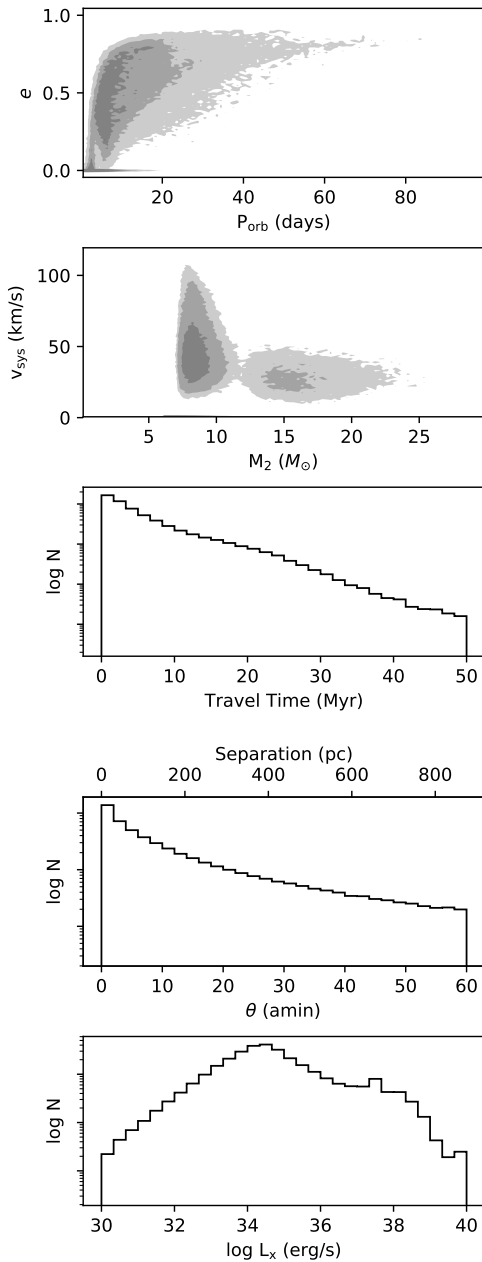 1.0
0.5
0.0
e
20 40 60 80
P_orb (days)
100
50
0
v_sys (km/s)
5 10 15 20 25
M_2 (M_⊙)
log N
0 10 20 30 40 50
Travel Time (Myr)
Separation (pc)
0 200 400 600 800
log N
0 10 20 30 40 50 60
θ (amin)
log N
30 32 34 36 38 40
log L_x (erg/s)